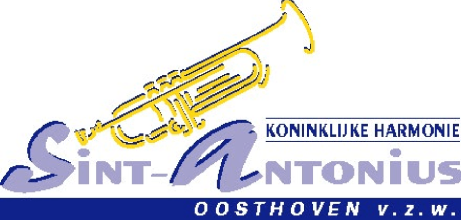 KONINKLIJKE HARMONIE
SINT-ANTONIUS
OOSTHOVEN v.z.w.